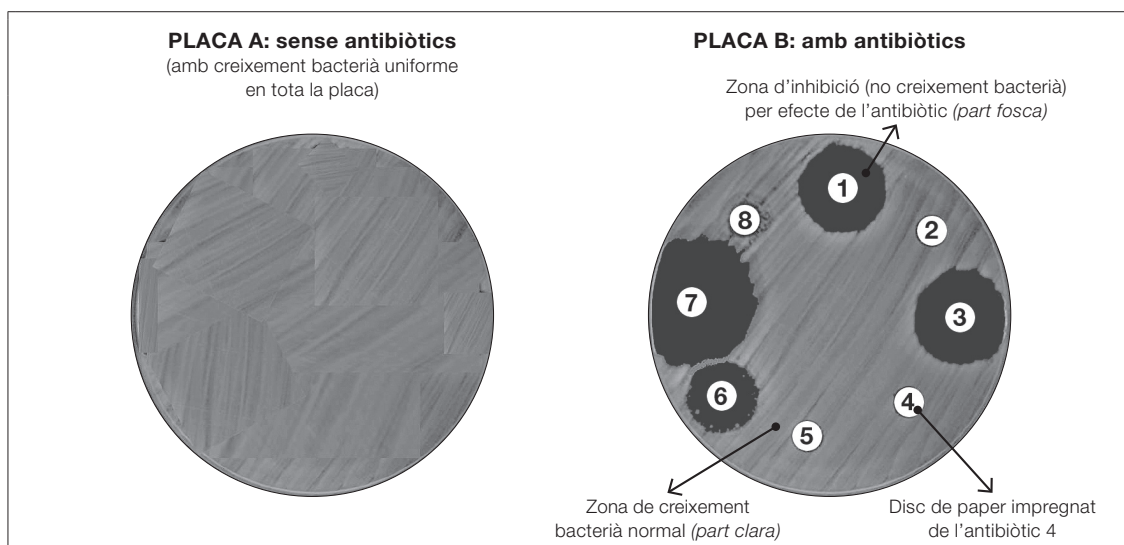 PLACA A: sense antibiòtics
(amb creixement bacterià uniforme
en tota la placa)
PLACA B: amb antibiòtics
Zona d’inhibició (no creixement bacterià)
per efecte de l’antibiòtic (part fosca)
1
8
2
7
3
6
4
5
Zona de creixement
bacterià normal (part clara)
Disc de paper impregnat
de l’antibiòtic 4